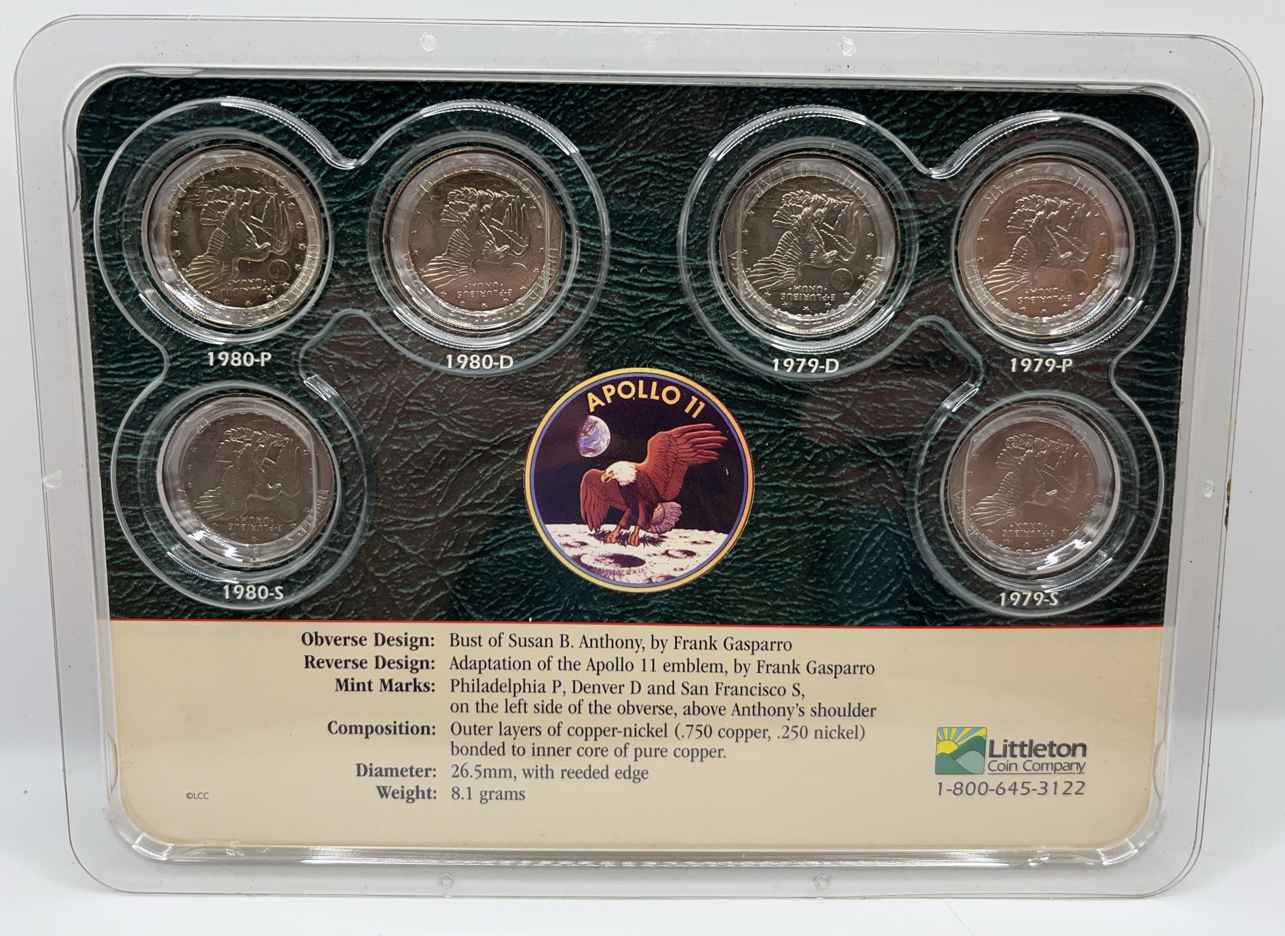 1980-P
1980-D
1979-D
1979-P
1980-S
1979-S
APOLLO 11
Obverse Design: Bust of Susan B. Anthony, by Frank Gasparro
Reverse Design: Adaptation of the Apollo 11 emblem, by Frank Gasparro
Mint Marks: Philadelphia P, Denver D and San Francisco S,
on the left side of the obverse, above Anthony's shoulder
Composition: Outer layers of copper-nickel (.750 copper, .250 nickel)
bonded to inner core of pure copper.
Diameter: 26.5mm, with reeded edge
Weight: 8.1 grams
©LCC
Littleton
Coin Company
1-800-645-3122